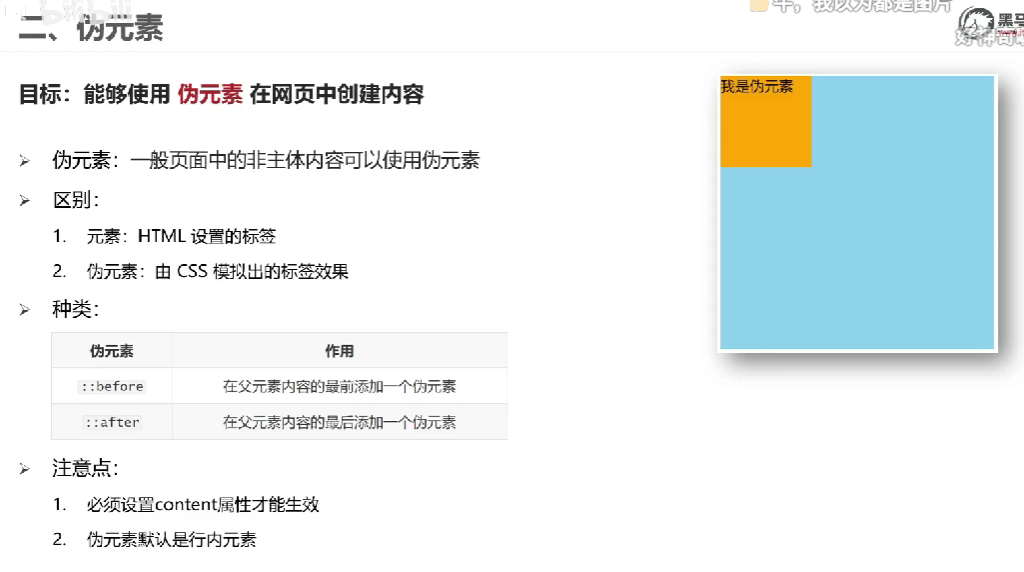 二、伪元素
牛，我以为都是图片
黑马
好神奇
目标：能够使用 伪元素 在网页中创建内容
我是伪元素
伪元素：一般页面中的非主体内容可以使用伪元素
区别：
1. 元素：HTML 设置的标签
2. 伪元素：由 CSS 模拟出的标签效果
种类：
伪元素 作用
::before 在父元素内容的最前添加一个伪元素
::after 在父元素内容的最后添加一个伪元素
注意点：
1. 必须设置content属性才能生效
2. 伪元素默认是行内元素